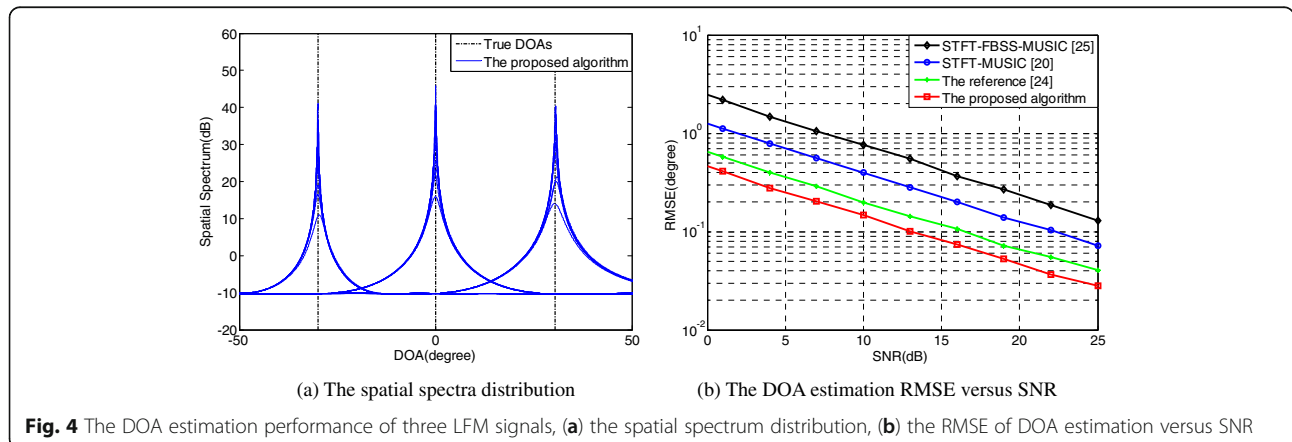 60
50
40
30
20
10
0
-10
-20
-50
0
50
Spatial Spectrum(dB)
DOA(degree)
True DOAs
The proposed algorithm
(a) The spatial spectra distribution
10^1
10^0
10^-1
10^-2
0
5
10
15
20
25
RMSE(degree)
SNR(dB)
STFT-FBSS-MUSIC [25]
STFT-MUSIC [20]
The reference [24]
The proposed algorithm
(b) The DOA estimation RMSE versus SNR
Fig. 4 The DOA estimation performance of three LFM signals, (a) the spatial spectrum distribution, (b) the RMSE of DOA estimation versus SNR